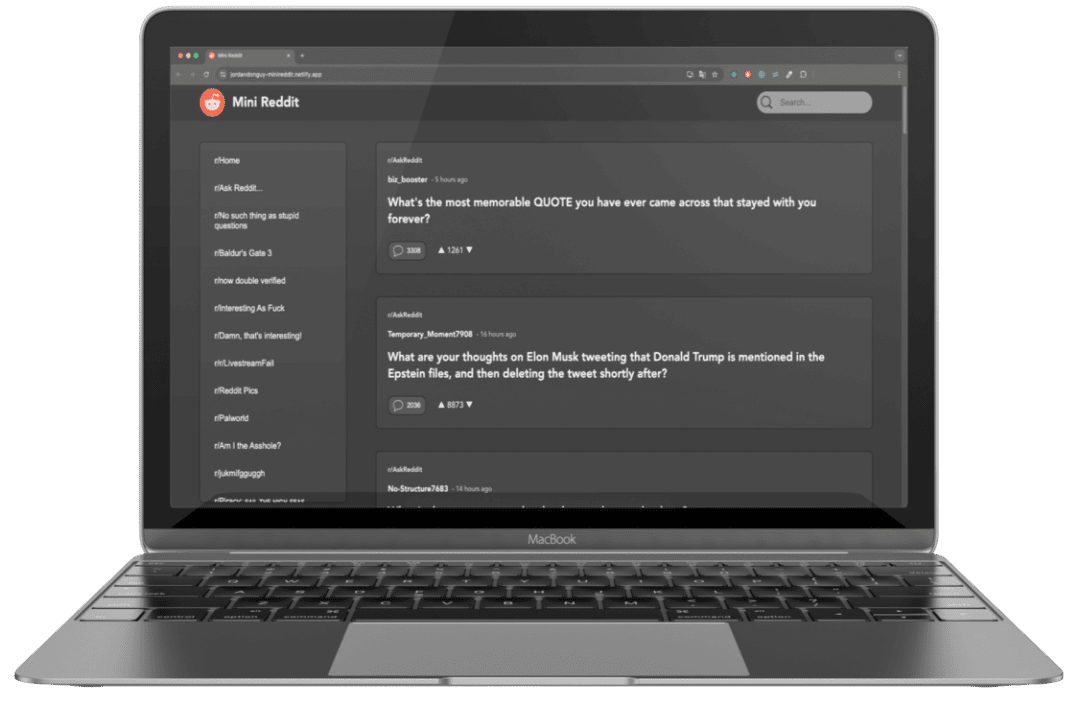 Mini Reddit
jordandonguy-minireddit.netlify.app
Mini Reddit
Search...
r/Home
r/Ask Reddit...
r/No such thing as stupid
questions
r/Baldur's Gate 3
r/now double verified
r/Interesting As Fuck
r/Damn, that's interesting!
r/r/LivestreamFail
r/Reddit Pics
r/Palworld
r/Am I the Asshole?
r/jukmifgguggh
r/AskReddit
biz_booster - 5 hours ago
What's the most memorable QUOTE you have ever came across that stayed with you
forever?
3308 ▲ 1261 ▼
r/AskReddit
Temporary_Moment7908 - 16 hours ago
What are your thoughts on Elon Musk tweeting that Donald Trump is mentioned in the
Epstein files, and then deleting the tweet shortly after?
2036 ▲ 8873 ▼
r/AskReddit
No-Structure7683 - 14 hours ago
MacBook
Q W E R T Y U I O P
A S D F G H J K L
Z X C V B N M
control option command command option